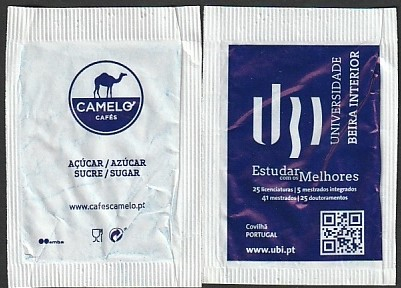 CAMELO
CAFÉS
AÇÚCAR / AZÚCAR
SUCRE / SUGAR
www.cafescamelo.pt
ubi
UNIVERSIDADE
BEIRA INTERIOR
Estudar
com os Melhores
25 licenciaturas | 5 mestrados integrados
41 mestrados | 25 doutoramentos
Covilhã
PORTUGAL
www.ubi.pt